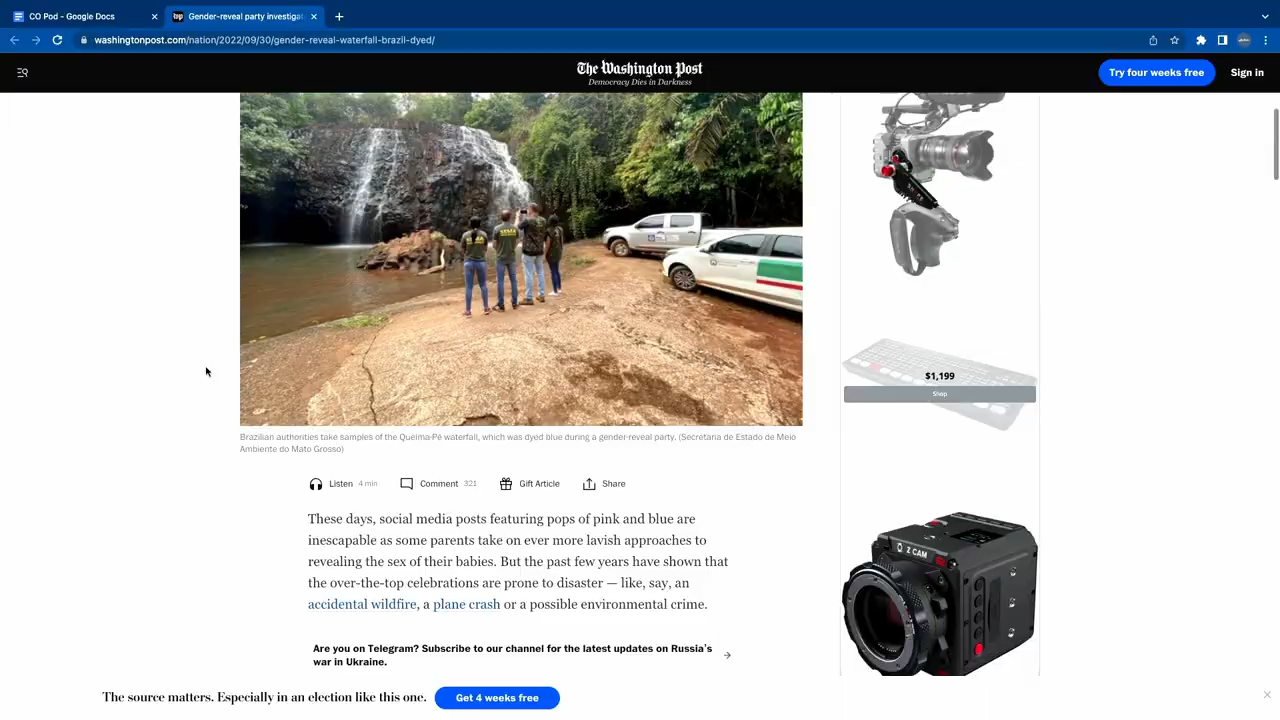 CO Pod - Google Docs
Gender-reveal party investigat
washingtonpost.com/nation/2022/09/30/gender-reveal-waterfall-brazil-dyed/
The Washington Post
Democracy Dies in Darkness
Try four weeks free
Sign in
$1,199
Shop
Brazilian authorities take samples of the Queima-Pé waterfall, which was dyed blue during a gender-reveal party. (Secretaria de Estado de Meio
Ambiente do Mato Grosso)
Listen 4 min
Comment 321
Gift Article
Share
These days, social media posts featuring pops of pink and blue are
inescapable as some parents take on ever more lavish approaches to
revealing the sex of their babies. But the past few years have shown that
the over-the-top celebrations are prone to disaster — like, say, an
accidental wildfire, a plane crash or a possible environmental crime.
Z CAM
Are you on Telegram? Subscribe to our channel for the latest updates on Russia's
war in Ukraine.
The source matters. Especially in an election like this one.
Get 4 weeks free